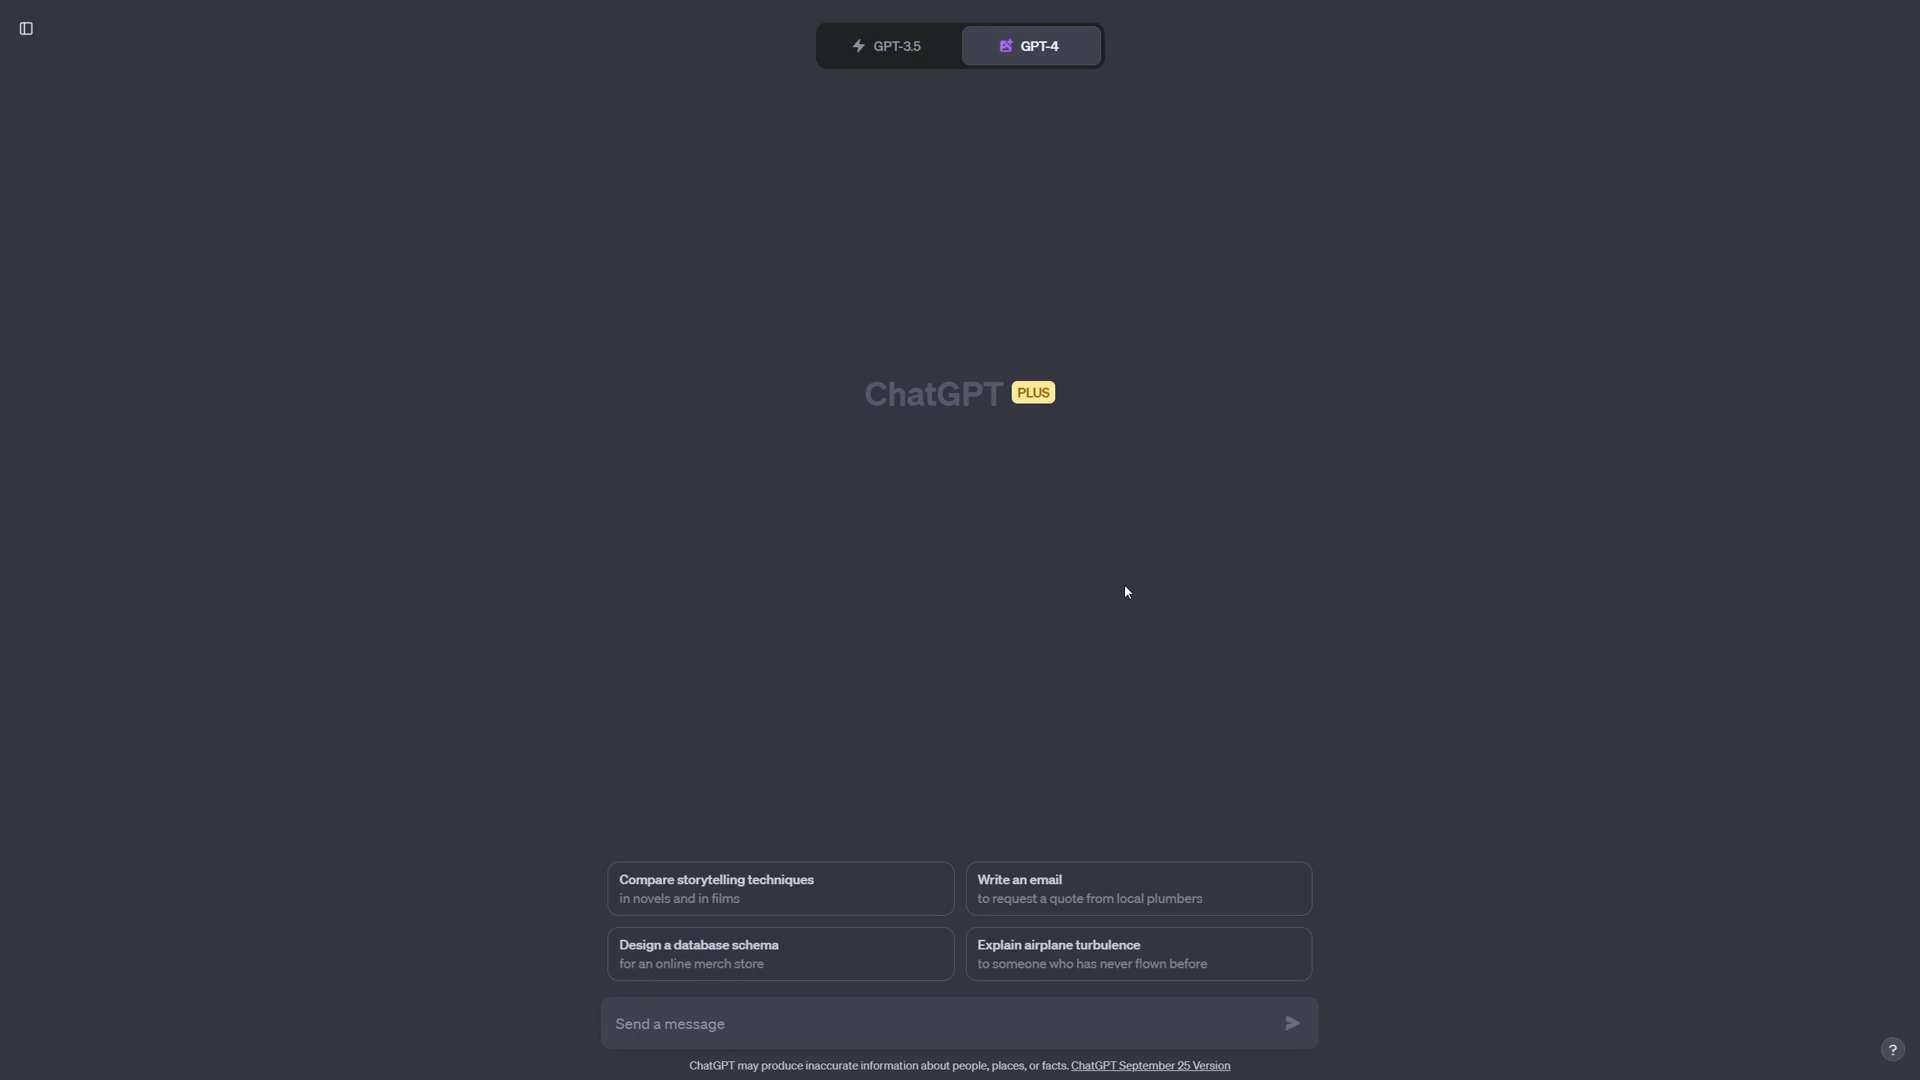 GPT-3.5
GPT-4
ChatGPT PLUS
Compare storytelling techniques
in novels and in films
Write an email
to request a quote from local plumbers
Design a database schema
for an online merch store
Explain airplane turbulence
to someone who has never flown before
Send a message
ChatGPT may produce inaccurate information about people, places, or facts. ChatGPT September 25 Version
?